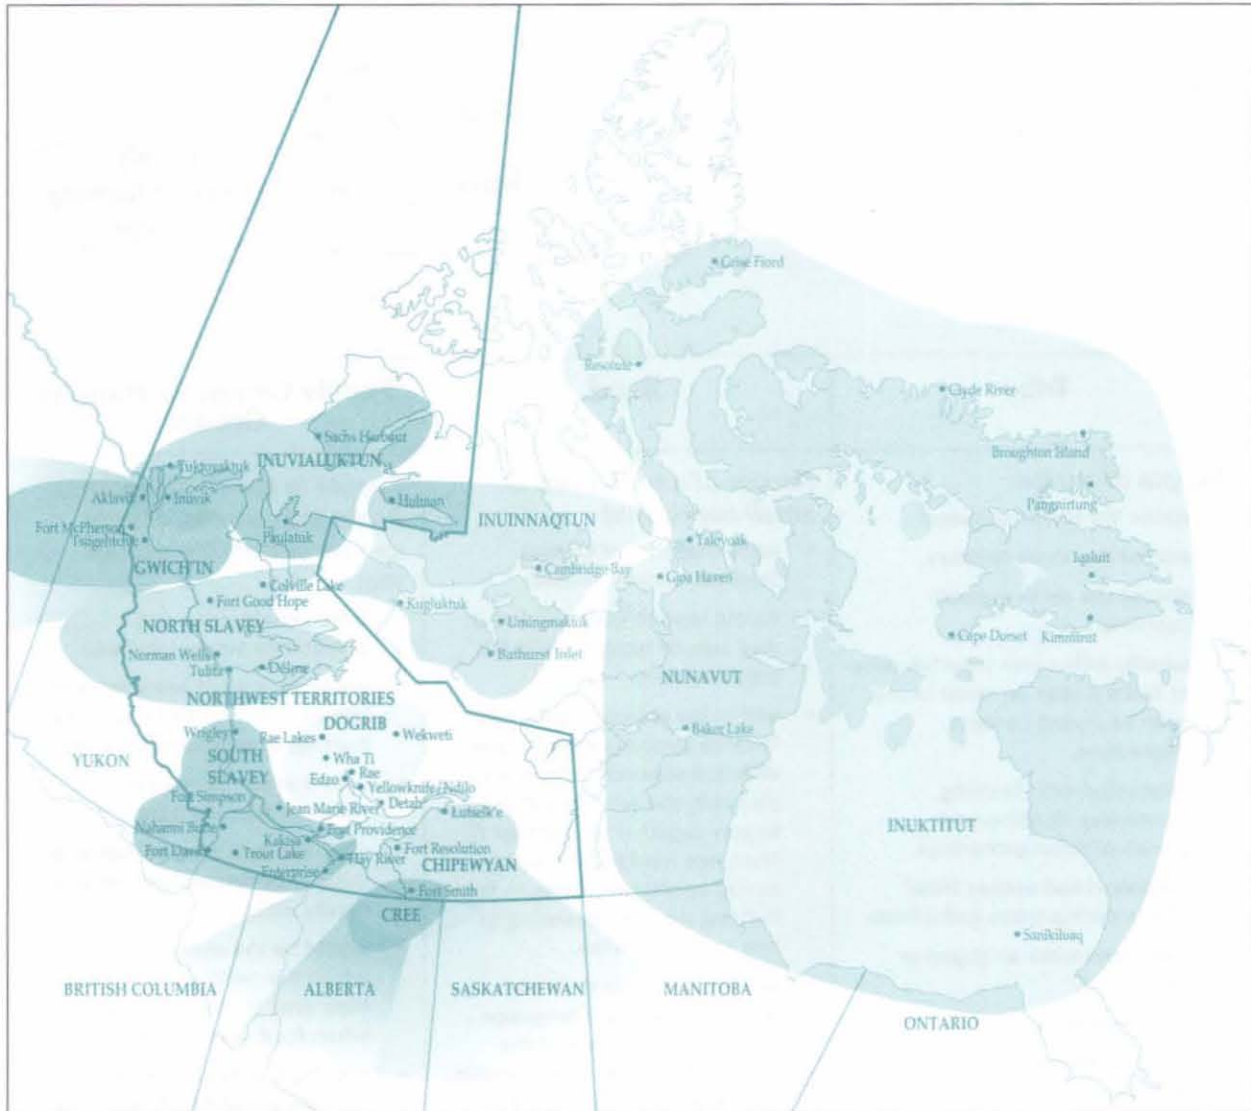 Grise Fiord
Resolute
Clyde River
Sachs Harbour
Broughton Island
INUVIALUKTUN
Tuktoyaktuk
Aklavik
Inuvik
Holman
Pangnirtung
INUINNAQTUN
Fort McPherson
Tsiigehtchic
Paulatuk
Taloyoak
Iqaluit
GWICH'IN
Cambridge Bay
Gjoa Haven
Colville Lake
Fort Good Hope
Kugluktuk
Umingmaktok
Cape Dorset
Kimmirut
NORTH SLAVEY
Norman Wells
Bathurst Inlet
Tulita
Déline
NUNAVUT
NORTHWEST TERRITORIES
DOGRIB
Wrigley
Rae Lakes
Wekweti
Baker Lake
YUKON
SOUTH
SLAVEY
Wha Ti
Rae
Edzo
Yellowknife/Ndilo
Fort Simpson
Jean Marie River
Detah
Lutselk'e
Nahanni Butte
Fort Providence
INUKTITUT
Kakisa
Fort Liard
Trout Lake
Fort Resolution
Hay River
CHIPEWYAN
Enterprise
Fort Smith
CREE
Sanikiluaq
BRITISH COLUMBIA
ALBERTA
SASKATCHEWAN
MANITOBA
ONTARIO